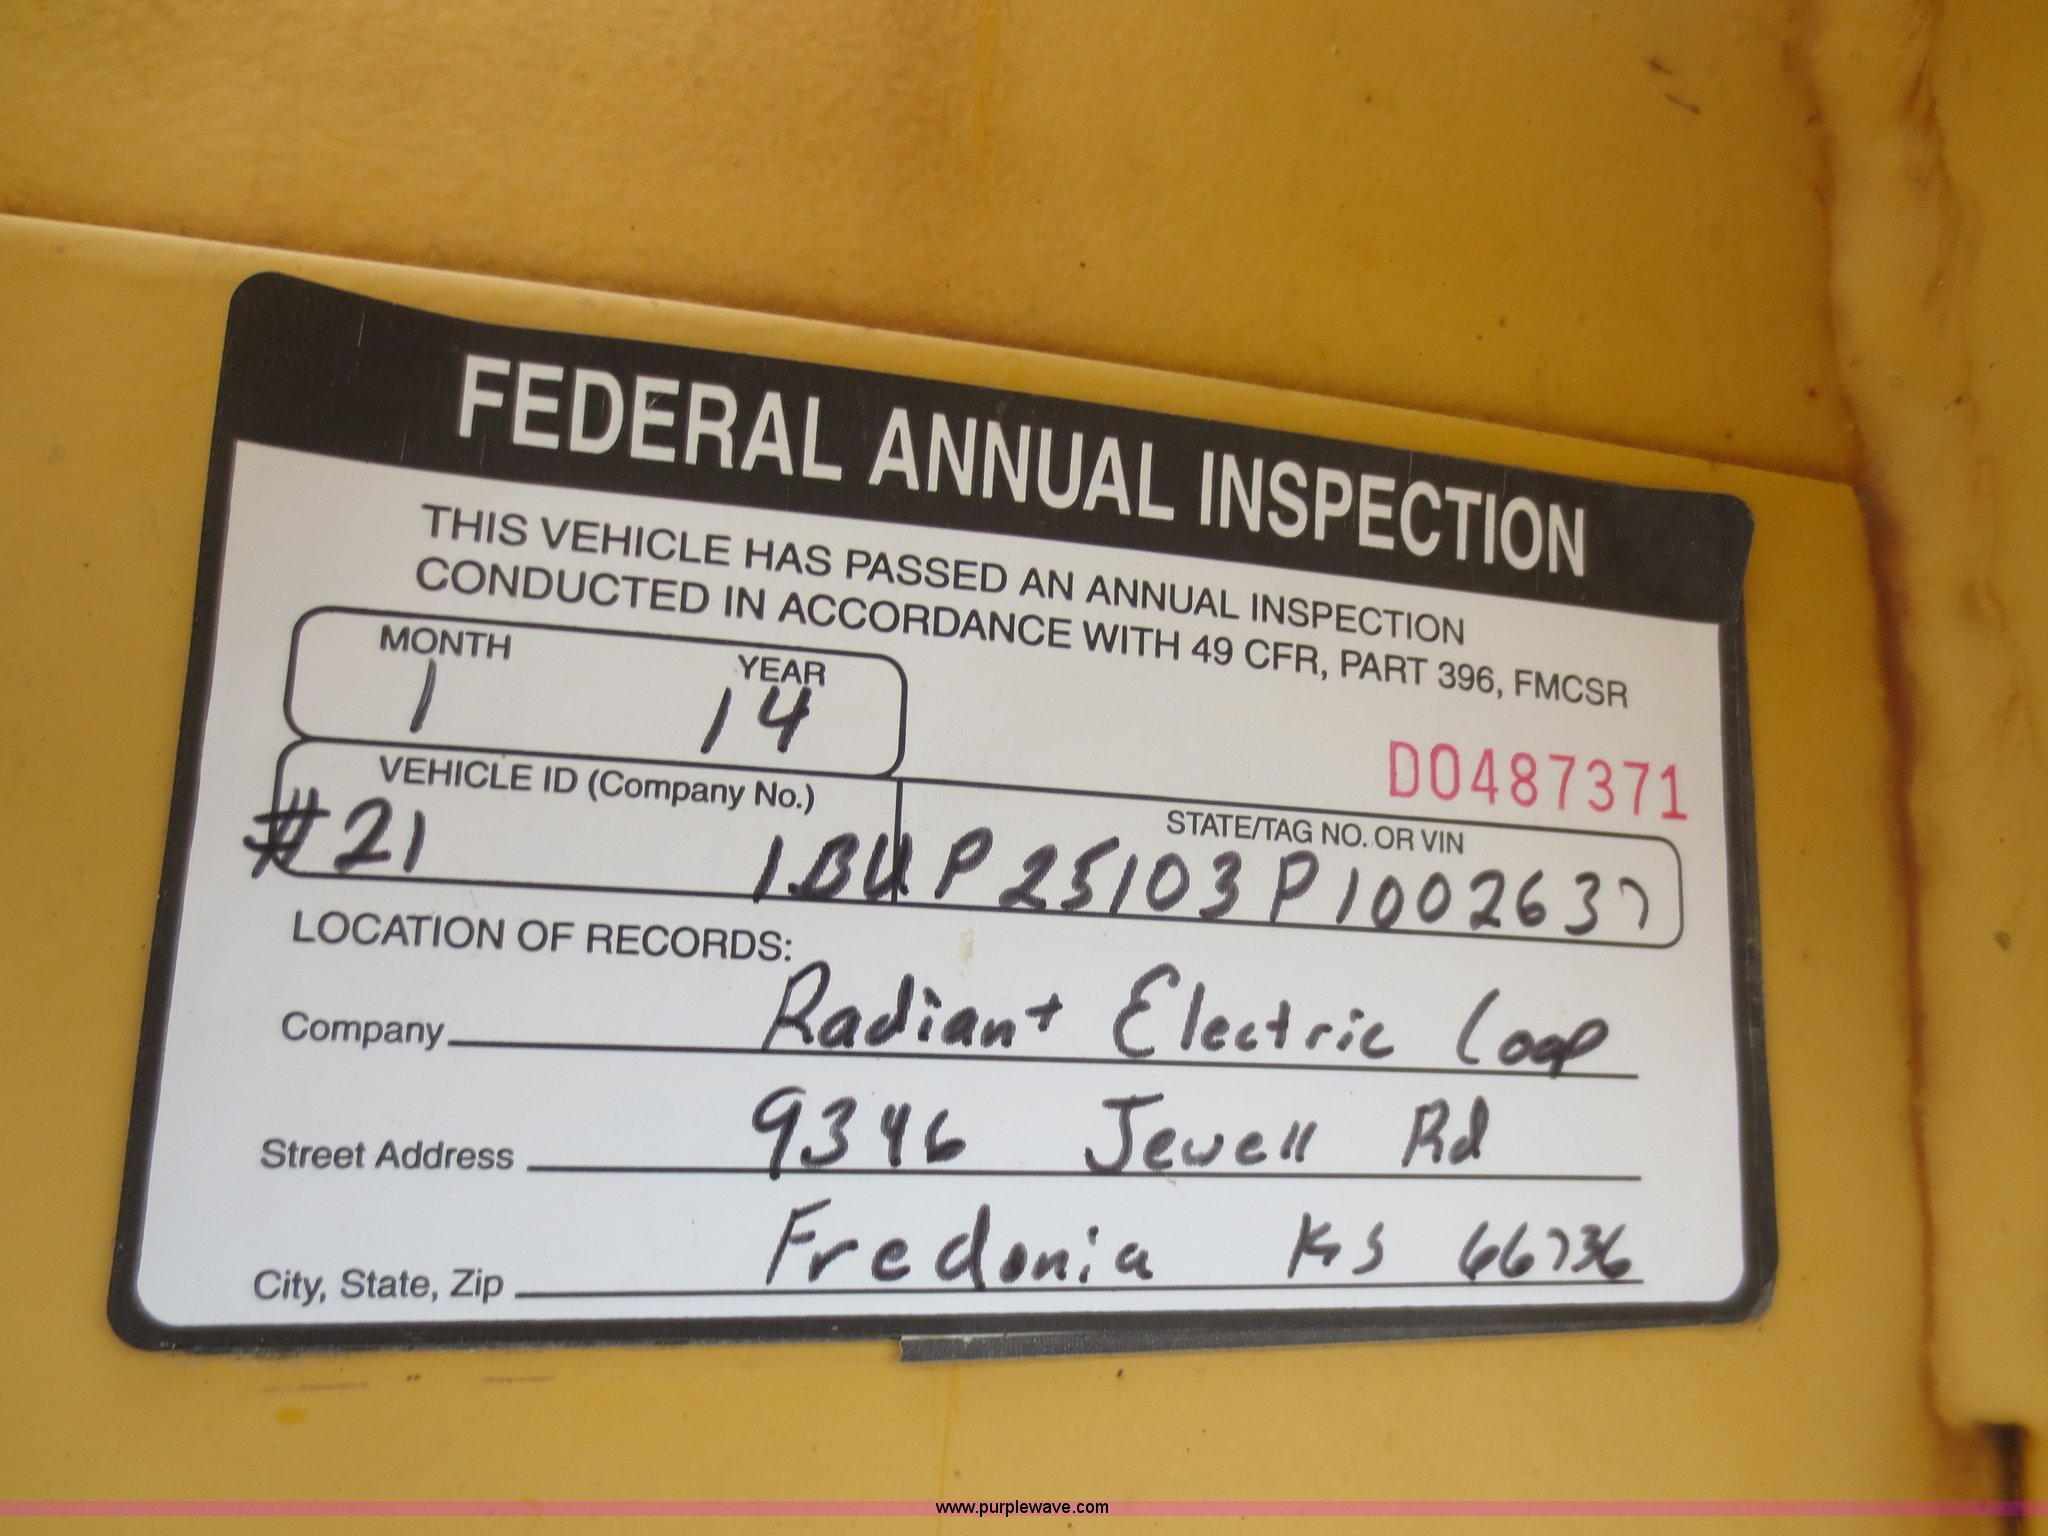 FEDERAL ANNUAL INSPECTION
THIS VEHICLE HAS PASSED AN ANNUAL INSPECTION
CONDUCTED IN ACCORDANCE WITH 49 CFR, PART 396, FMCSR
MONTH YEAR
1 14
D0487371
VEHICLE ID (Company No.) STATE/TAG NO. OR VIN
#21 1BUP25103P1002637
LOCATION OF RECORDS:
Company Radiant Electric Coop
Street Address 9346 Jewell Rd
City, State, Zip Fredonia KS 66736
www.purplewave.com